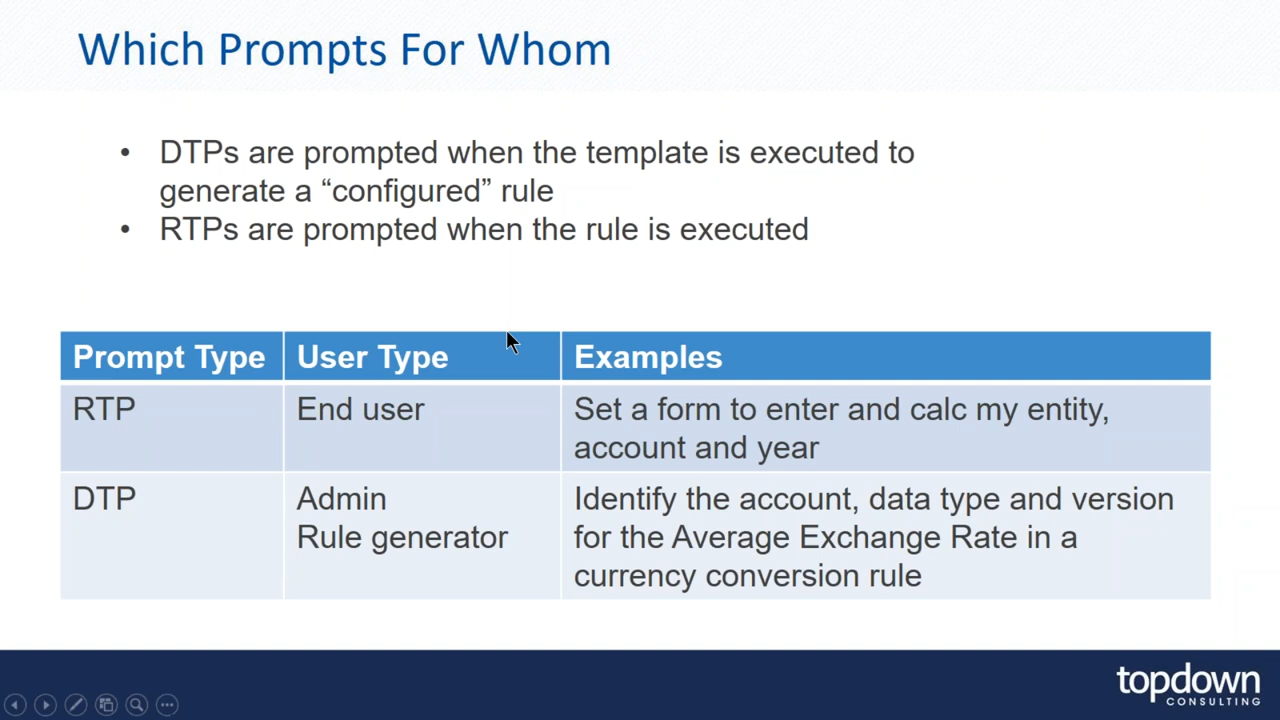 Which Prompts For Whom
• DTPs are prompted when the template is executed to
generate a “configured” rule
• RTPs are prompted when the rule is executed
Prompt Type User Type Examples
RTP End user Set a form to enter and calc my entity,
account and year
DTP Admin Identify the account, data type and version
Rule generator for the Average Exchange Rate in a
currency conversion rule
topdown
CONSULTING